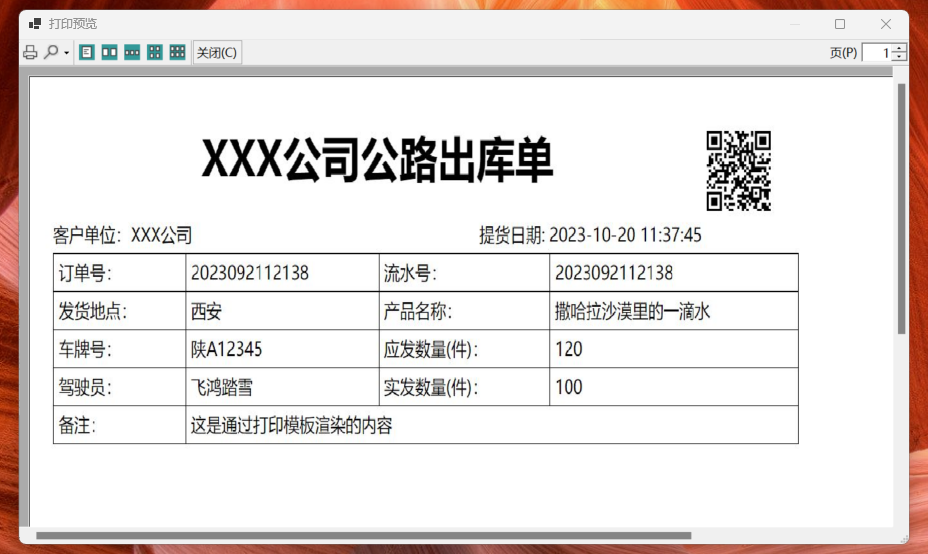 打印预览
关闭(C) 页(P) 1
XXX公司公路出库单
客户单位: XXX公司 提货日期: 2023-10-20 11:37:45
订单号: 2023092112138 流水号: 2023092112138
发货地点: 西安 产品名称: 撒哈拉沙漠里的一滴水
车牌号: 陕A12345 应发数量(件): 120
驾驶员: 飞鸿踏雪 实发数量(件): 100
备注: 这是通过打印模板渲染的内容